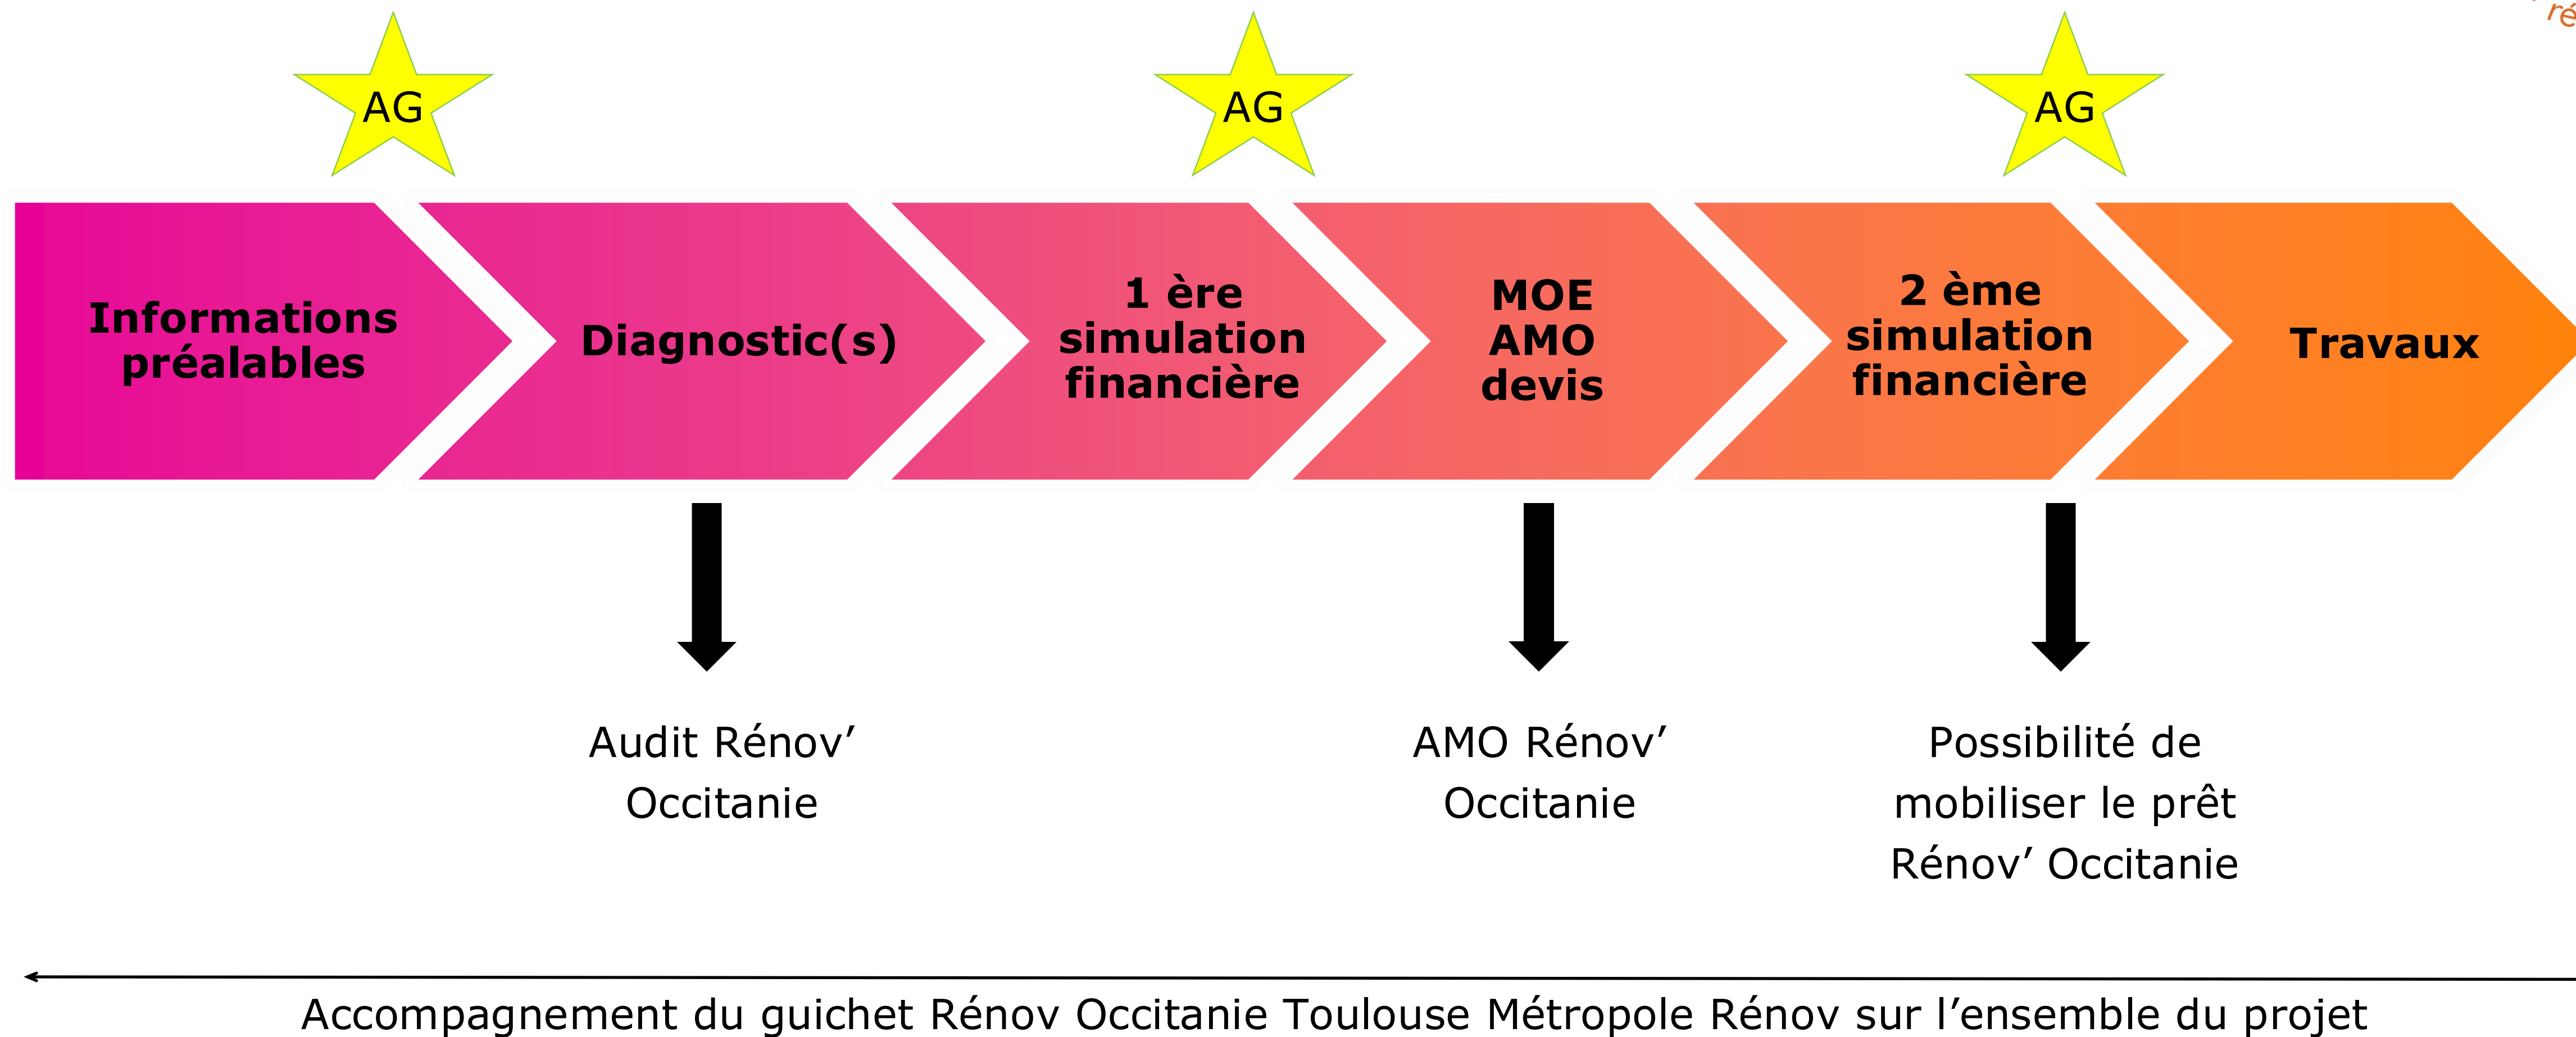 AG
AG
AG
Informations
préalables
Diagnostic(s)
1 ère
simulation
financière
MOE
AMO
devis
2 ème
simulation
financière
Travaux
Audit Rénov’
Occitanie
AMO Rénov’
Occitanie
Possibilité de
mobiliser le prêt
Rénov’ Occitanie
Accompagnement du guichet Rénov Occitanie Toulouse Métropole Rénov sur l’ensemble du projet